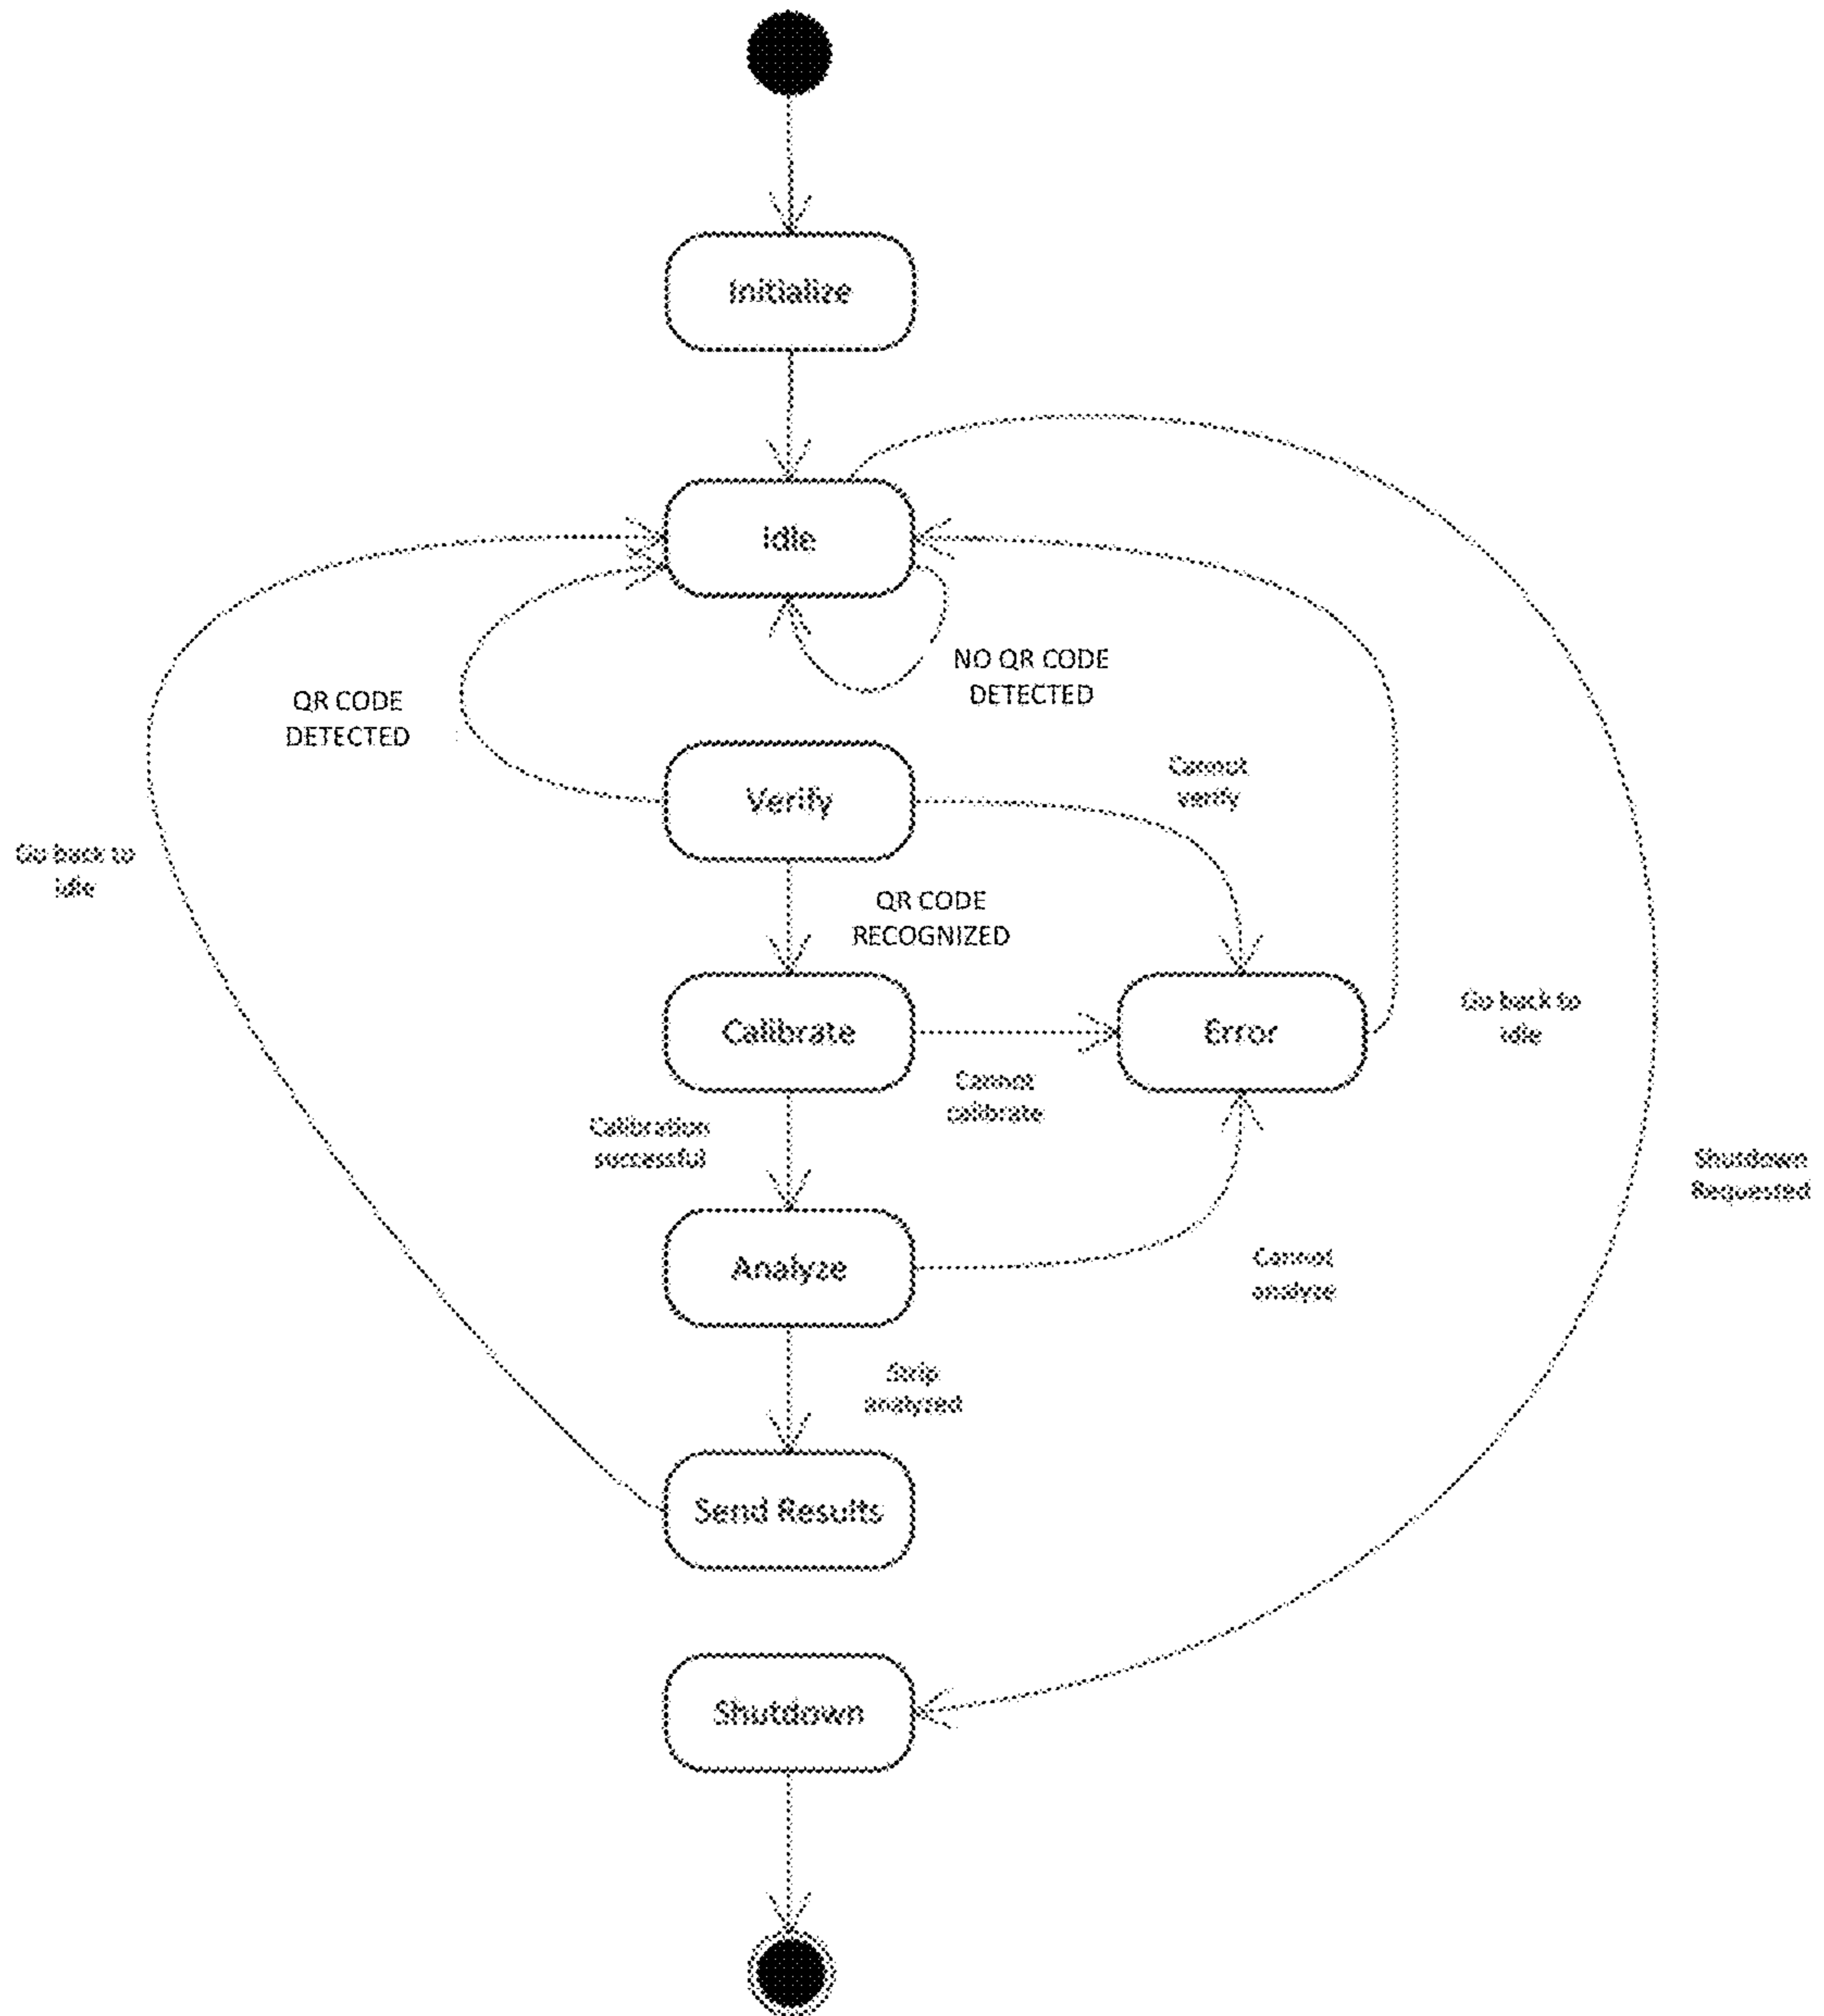 Initialize
Idle
NO QR CODE
DETECTED
QR CODE
DETECTED
Verify
Cannot
verify
Go back to
idle
QR CODE
RECOGNIZED
Calibrate
Error
Go back to
idle
Cannot
calibrate
Calibration
successful
Shutdown
Requested
Analyze
Cannot
analyse
Strip
analyzed
Send Results
Shutdown